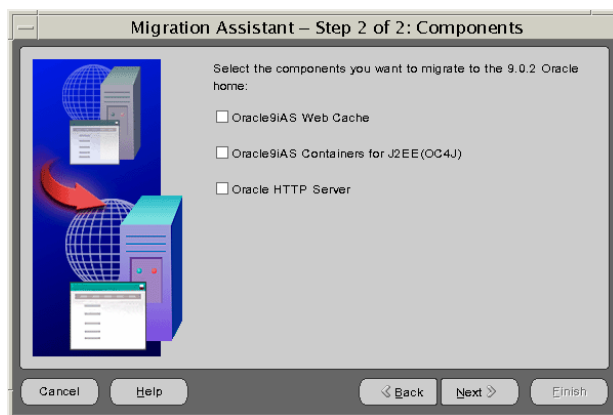 Migration Assistant – Step 2 of 2: Components
Select the components you want to migrate to the 9.0.2 Oracle
home:
Oracle9iAS Web Cache
Oracle9iAS Containers for J2EE(OC4J)
Oracle HTTP Server
Cancel
Help
Back
Next
Finish